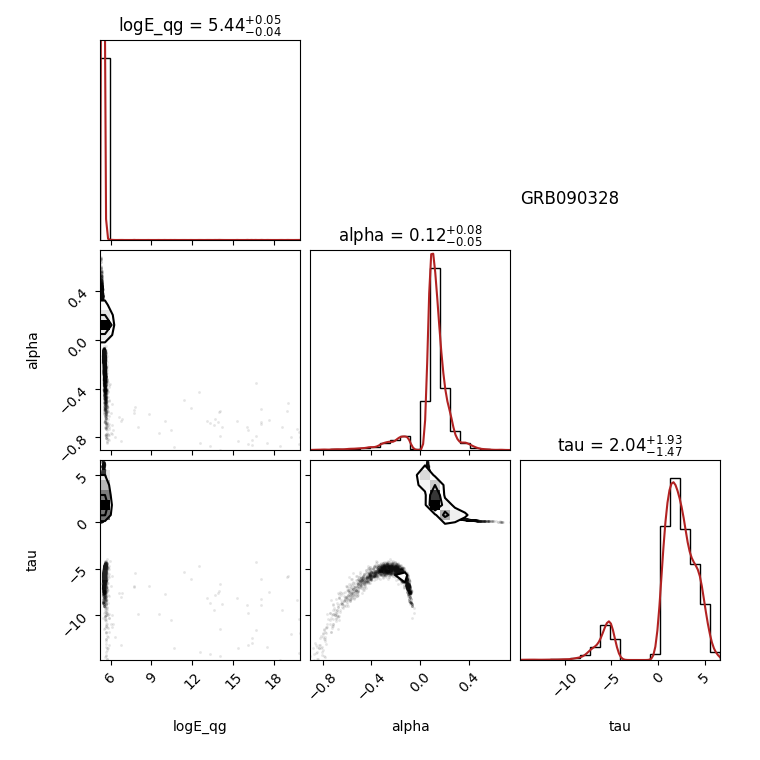 logE_qg = 5.44^{+0.05}_{-0.04}
GRB090328
alpha = 0.12^{+0.08}_{-0.05}
0.4
0.0
−0.4
−0.8
alpha
tau = 2.04^{+1.93}_{-1.47}
5
0
−5
−10
tau
6 9 12 15 18
−0.8 −0.4 0.0 0.4
−10 −5 0 5
logE_qg alpha tau